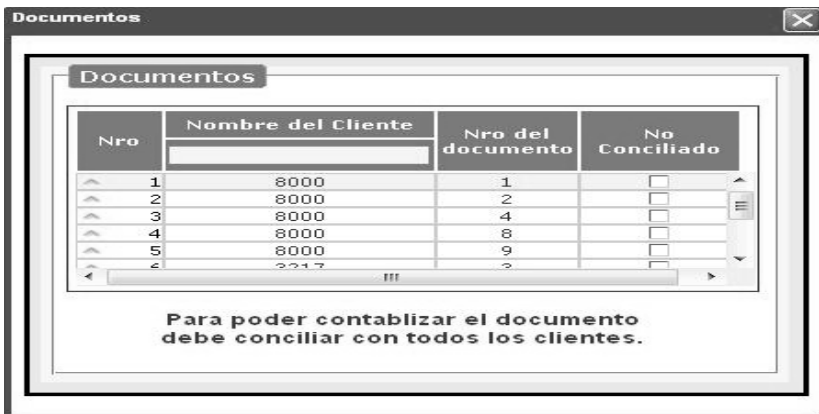 Documentos
Documentos
Nro Nombre del Cliente Nro del documento No Conciliado
1 8000 1
2 8000 2
3 8000 4
4 8000 8
5 8000 9
Para poder contablizar el documento
debe conciliar con todos los clientes.